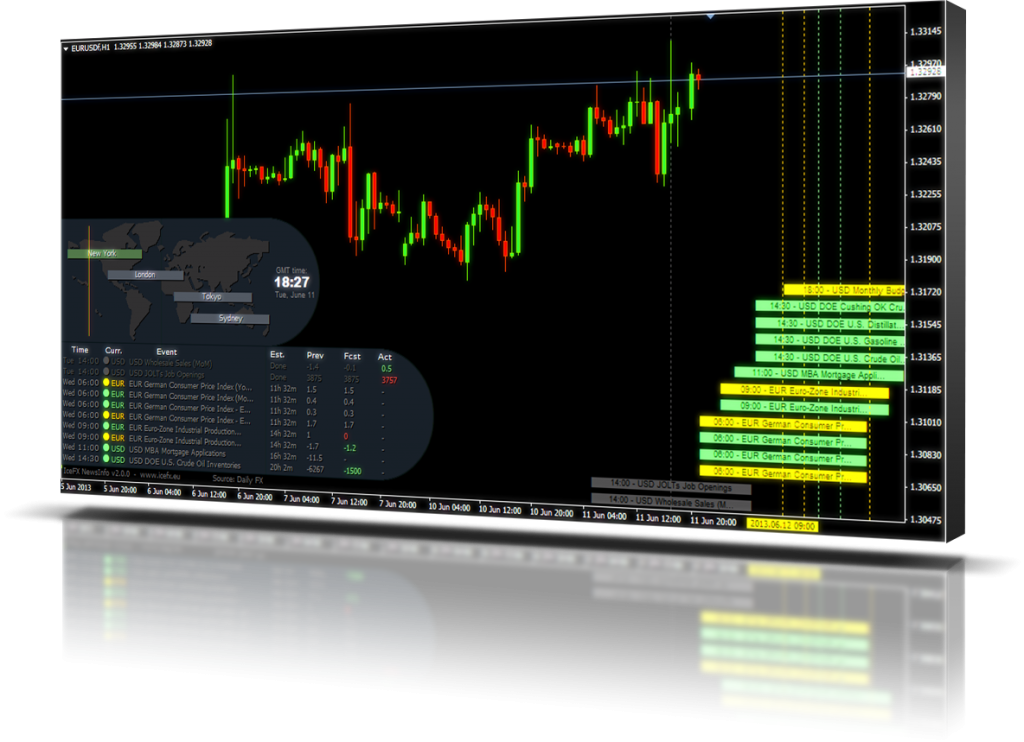 EURUSDf,H1 1.32955 1.32984 1.32873 1.32928
1.33145
1.32970
1.32928
1.32790
1.32610
1.32435
1.32255
1.32075
1.31900
1.31720
1.31545
1.31365
1.31185
1.31010
1.30830
1.30650
1.30475
New York
London
Tokyo
Sydney
GMT time:
18:27
Tue, June 11
18:00 - USD Monthly Budg
14:30 - USD DOE Cushing OK Cru
14:30 - USD DOE U.S. Distillat
14:30 - USD DOE U.S. Gasoline
14:30 - USD DOE U.S. Crude Oil
11:00 - USD MBA Mortgage Appli...
09:00 - EUR Euro-Zone Industri...
09:00 - EUR Euro-Zone Industri...
06:00 - EUR German Consumer Pr...
06:00 - EUR German Consumer Pr...
06:00 - EUR German Consumer Pr...
06:00 - EUR German Consumer Pr...
14:00 - USD JOLTs Job Openings
14:00 - USD Wholesale Sales (M...
Time Curr. Event Est. Prev Fcst Act
Tue 14:00 USD USD Wholesale Sales (MoM) Done -1.4 -0.1 0.5
Tue 14:00 USD USD JOLTs Job Openings Done 3875 3875 3757
Wed 06:00 EUR EUR German Consumer Price Index (Yo... 11h 32m 1.5 1.5 -
Wed 06:00 EUR EUR German Consumer Price Index (Mo... 11h 32m 0.4 0.4 -
Wed 06:00 EUR EUR German Consumer Price Index - E... 11h 32m 0.3 0.3 -
Wed 06:00 EUR EUR German Consumer Price Index - E... 11h 32m 1.7 1.7 -
Wed 09:00 EUR EUR Euro-Zone Industrial Production... 14h 32m 1 0 -
Wed 09:00 EUR EUR Euro-Zone Industrial Production... 14h 32m -1.7 -1.2 -
Wed 11:00 USD USD MBA Mortgage Applications 16h 32m -11.5 - -
Wed 14:30 USD USD DOE U.S. Crude Oil Inventories 20h 2m -6267 -1500 -
IceFX NewsInfo v2.0.0 - www.icefx.eu Source: Daily FX
5 Jun 2013 5 Jun 20:00 6 Jun 04:00 6 Jun 12:00 6 Jun 20:00 7 Jun 04:00 7 Jun 12:00 7 Jun 20:00 10 Jun 04:00 10 Jun 12:00 10 Jun 20:00 11 Jun 04:00 11 Jun 12:00 11 Jun 20:00 2013.06.12 09:00